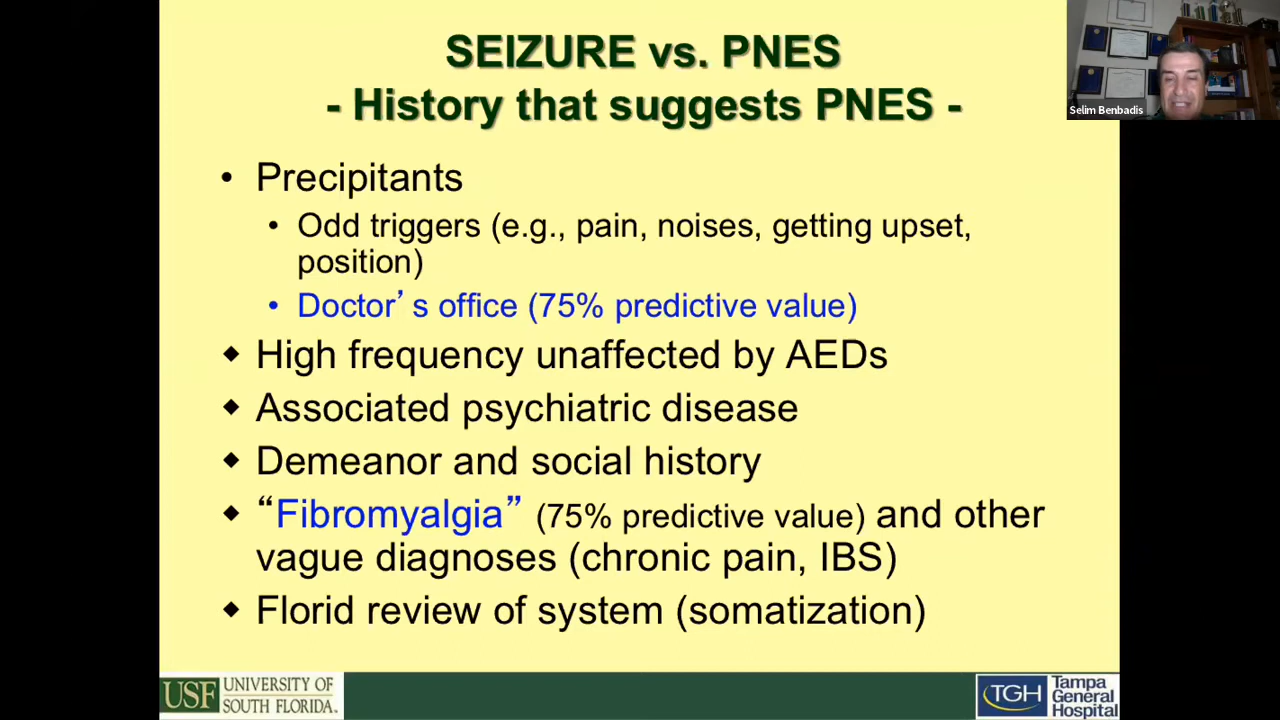 SEIZURE vs. PNES
- History that suggests PNES -
Selim Benbadis
• Precipitants
• Odd triggers (e.g., pain, noises, getting upset,
position)
• Doctor’s office (75% predictive value)
◆ High frequency unaffected by AEDs
◆ Associated psychiatric disease
◆ Demeanor and social history
◆ “Fibromyalgia” (75% predictive value) and other
vague diagnoses (chronic pain, IBS)
◆ Florid review of system (somatization)
USF UNIVERSITY OF
SOUTH FLORIDA.
TGH Tampa
General
Hospital